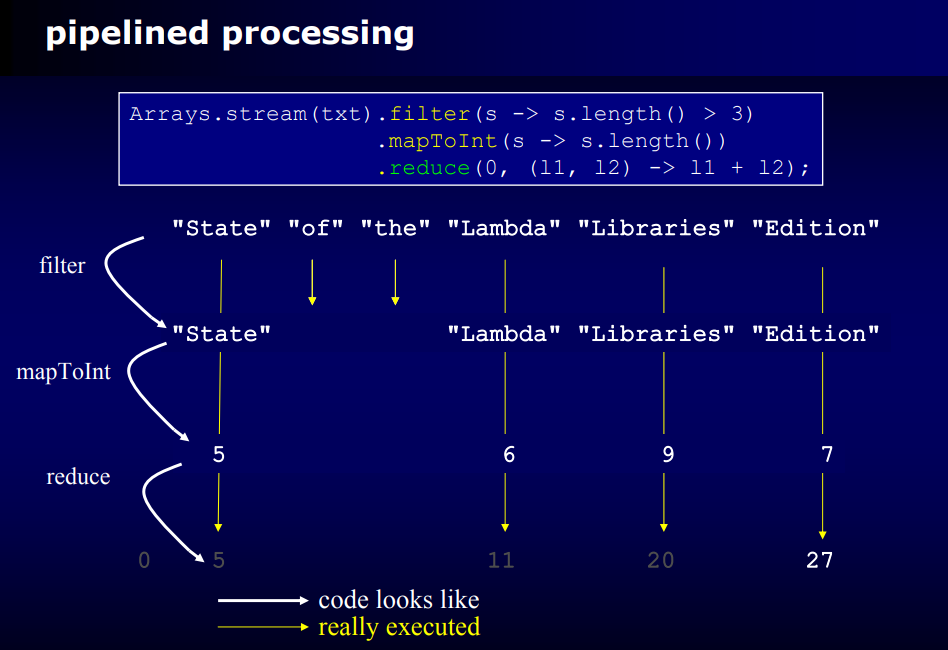 pipelined processing
Arrays.stream(txt).filter(s -> s.length() > 3)
.mapToInt(s -> s.length())
.reduce(0, (l1, l2) -> l1 + l2);
"State" "of" "the" "Lambda" "Libraries" "Edition"
filter
"State" "Lambda" "Libraries" "Edition"
mapToInt
5 6 9 7
reduce
0 5 11 20 27
code looks like
really executed